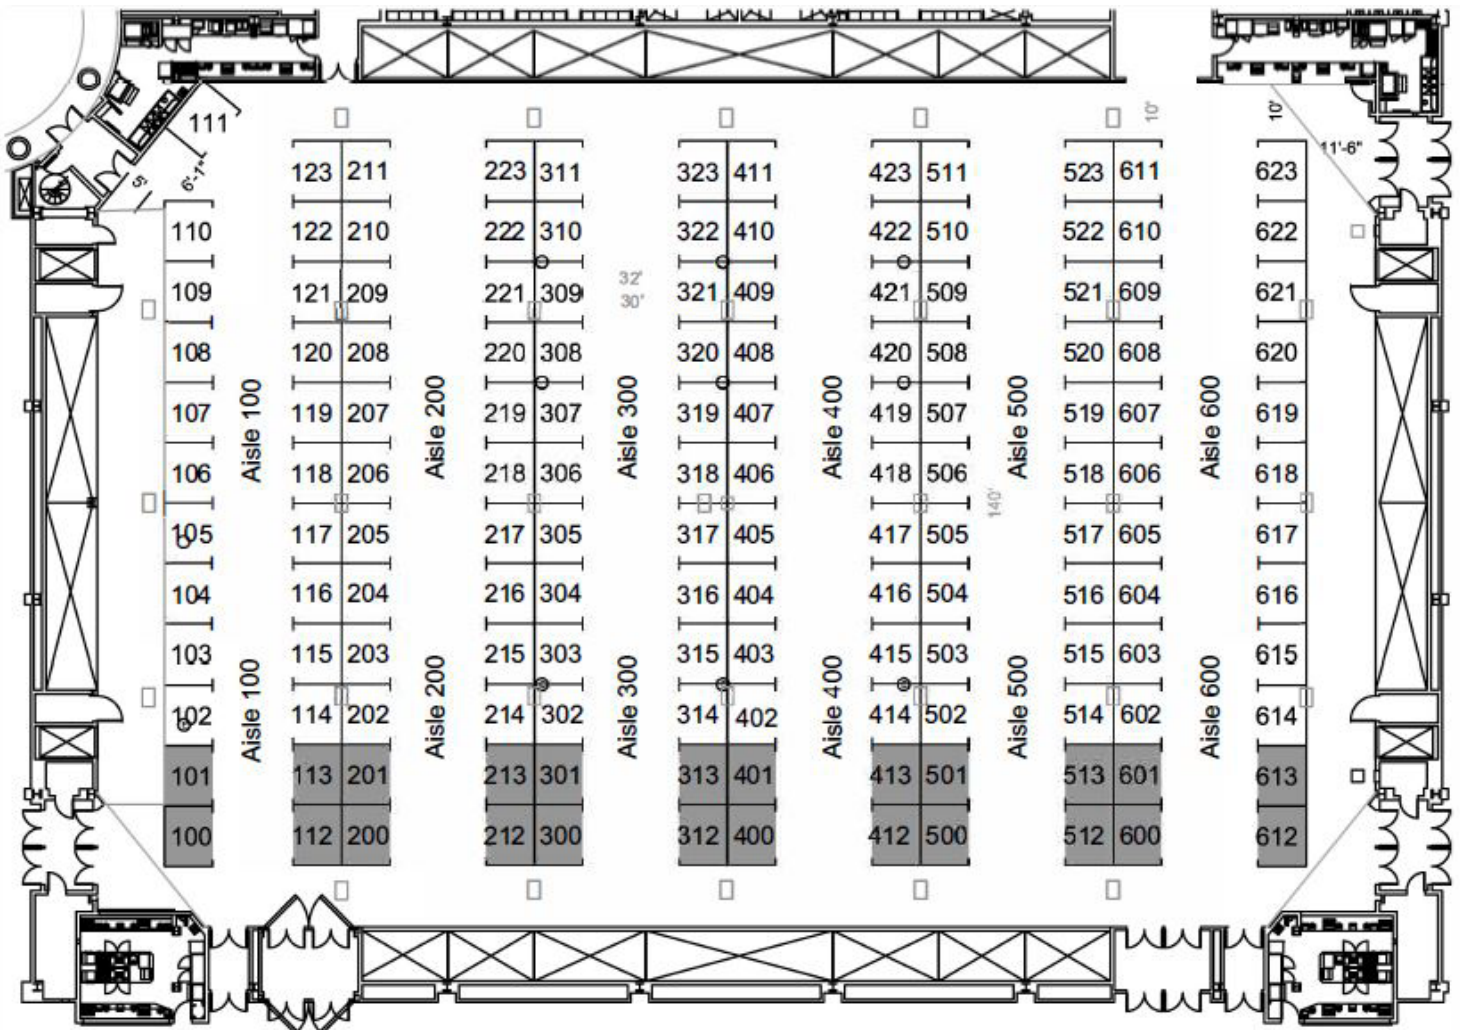 111
10'
10'
11'-6"
5'
6'-1"
123 211 223 311 323 411 423 511 523 611 623
110 122 210 222 310 322 410 422 510 522 610 622
32'
30'
109 121 209 221 309 321 409 421 509 521 609 621
108 120 208 220 308 320 408 420 508 520 608 620
107 119 207 219 307 319 407 419 507 519 607 619
Aisle 100 Aisle 200 Aisle 300 Aisle 400 Aisle 500 Aisle 600
106 118 206 218 306 318 406 418 506 518 606 618
140'
105 117 205 217 305 317 405 417 505 517 605 617
104 116 204 216 304 316 404 416 504 516 604 616
103 115 203 215 303 315 403 415 503 515 603 615
Aisle 100 Aisle 200 Aisle 300 Aisle 400 Aisle 500 Aisle 600
102 114 202 214 302 314 402 414 502 514 602 614
101 113 201 213 301 313 401 413 501 513 601 613
100 112 200 212 300 312 400 412 500 512 600 612